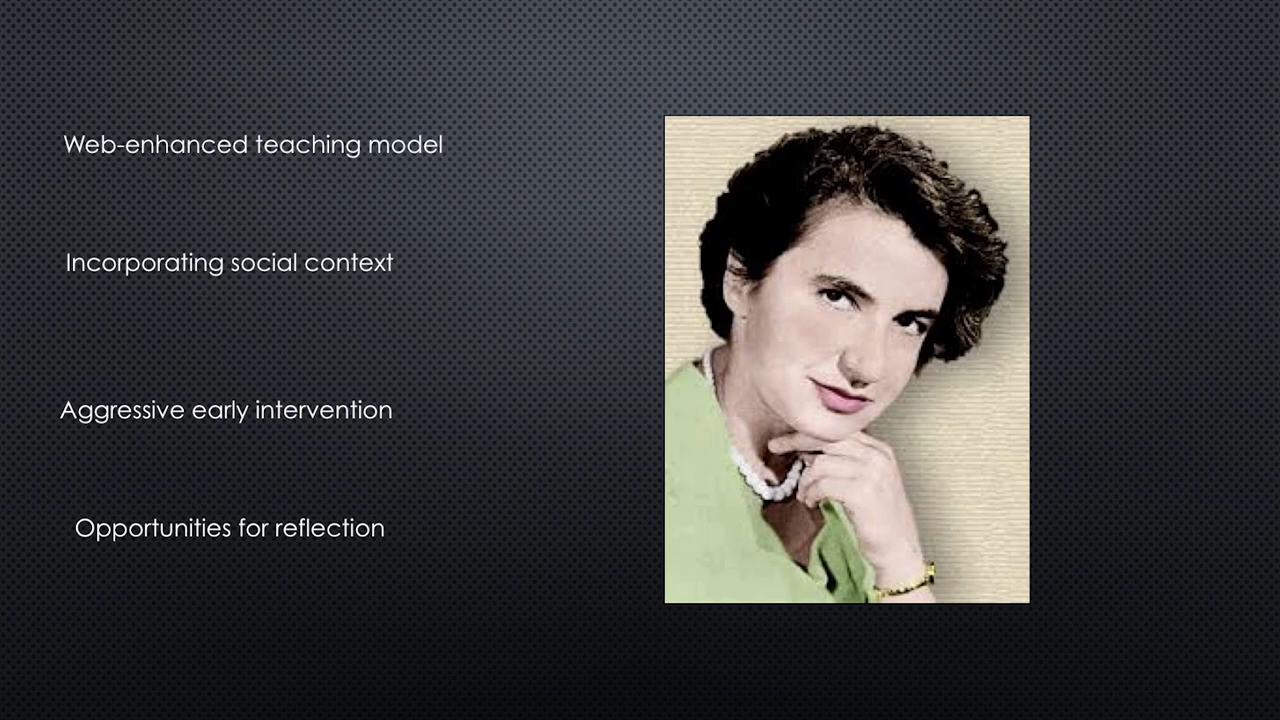 Web-enhanced teaching model
Incorporating social context
Aggressive early intervention
Opportunities for reflection